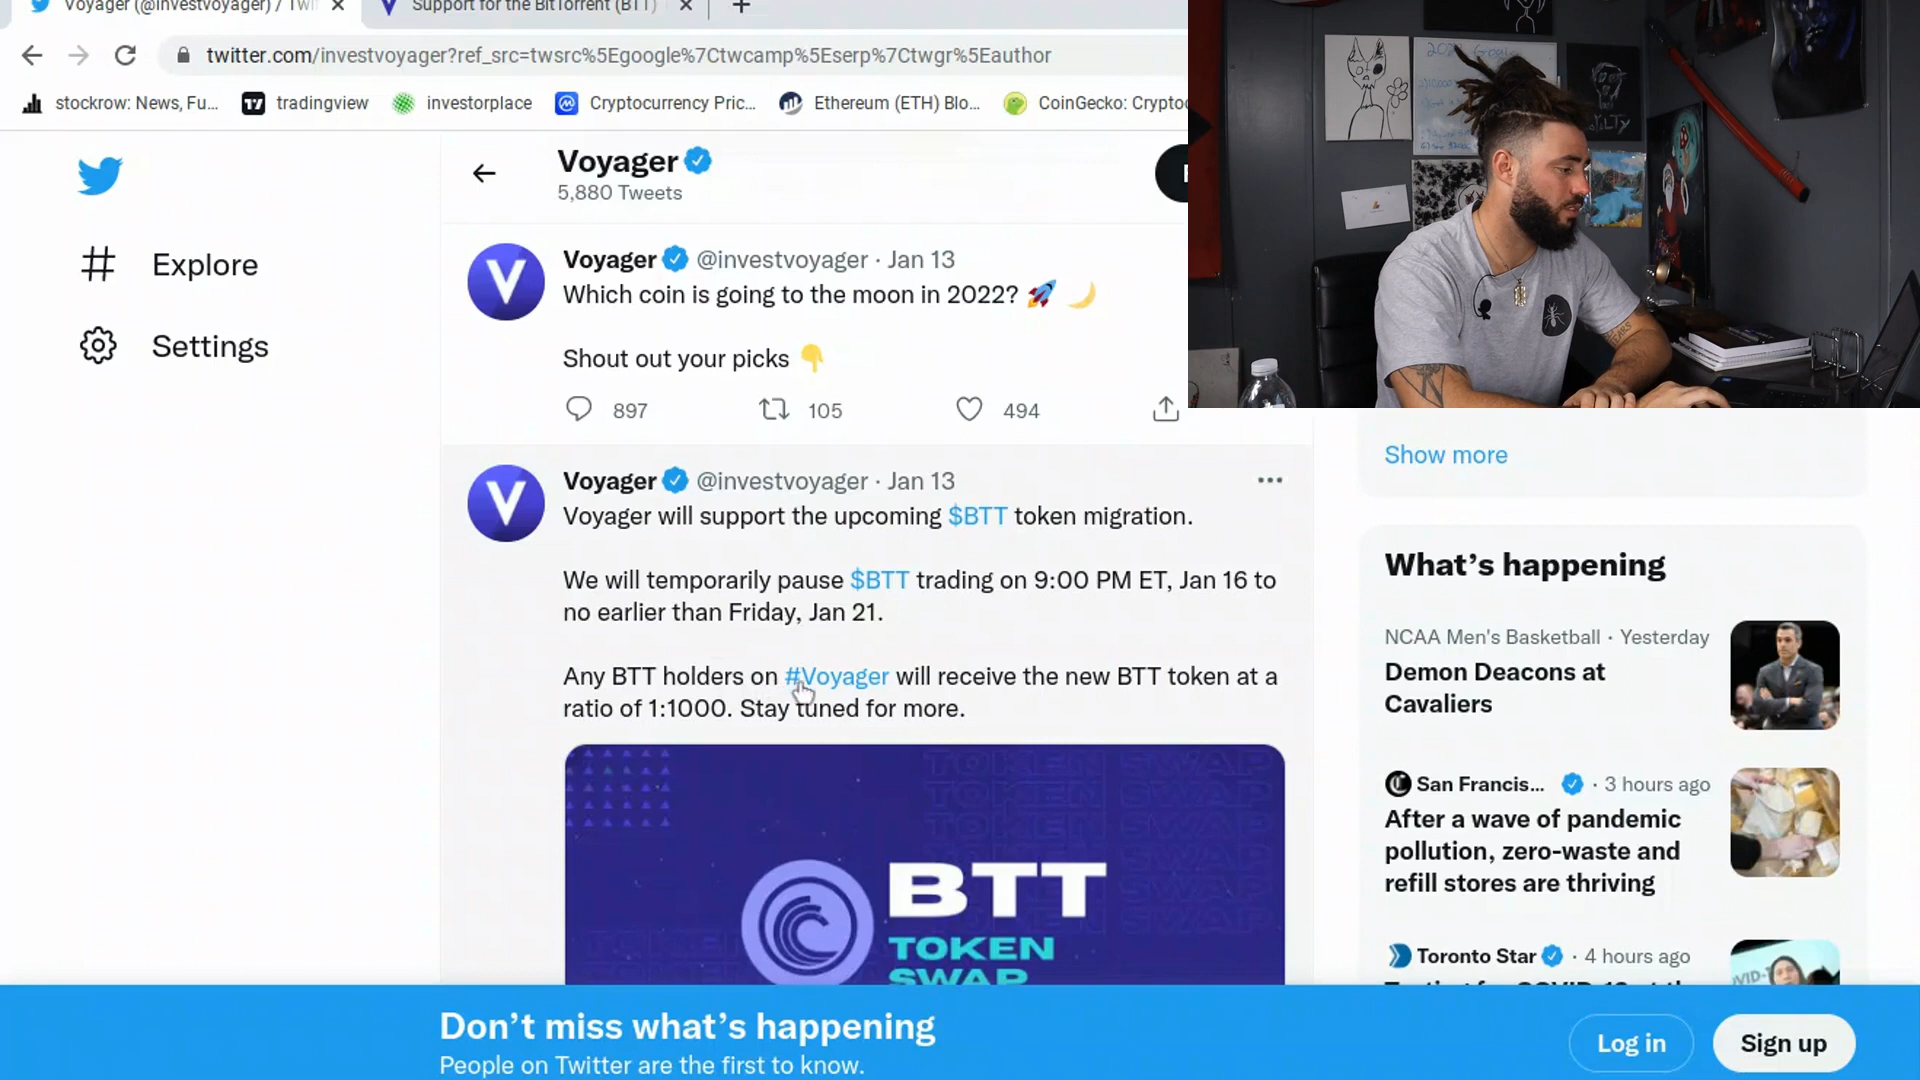 Voyager (@investvoyager) / Twi
Support for the BitTorrent (BTT)
twitter.com/investvoyager?ref_src=twsrc%5Egoogle%7Ctwcamp%5Eserp%7Ctwgr%5Eauthor
stockrow: News, Fu... tradingview investorplace Cryptocurrency Pric... Ethereum (ETH) Blo... CoinGecko: Cryptoc
Explore
Settings
Voyager
5,880 Tweets
Voyager @investvoyager · Jan 13
Which coin is going to the moon in 2022? 🚀 🌙
Shout out your picks 👇
897 105 494
Voyager @investvoyager · Jan 13
Voyager will support the upcoming $BTT token migration.
We will temporarily pause $BTT trading on 9:00 PM ET, Jan 16 to
no earlier than Friday, Jan 21.
Any BTT holders on #Voyager will receive the new BTT token at a
ratio of 1:1000. Stay tuned for more.
BTT
TOKEN
SWAP
Show more
What's happening
NCAA Men's Basketball · Yesterday
Demon Deacons at
Cavaliers
San Francis... · 3 hours ago
After a wave of pandemic
pollution, zero-waste and
refill stores are thriving
Toronto Star · 4 hours ago
Don't miss what's happening
People on Twitter are the first to know.
Log in
Sign up